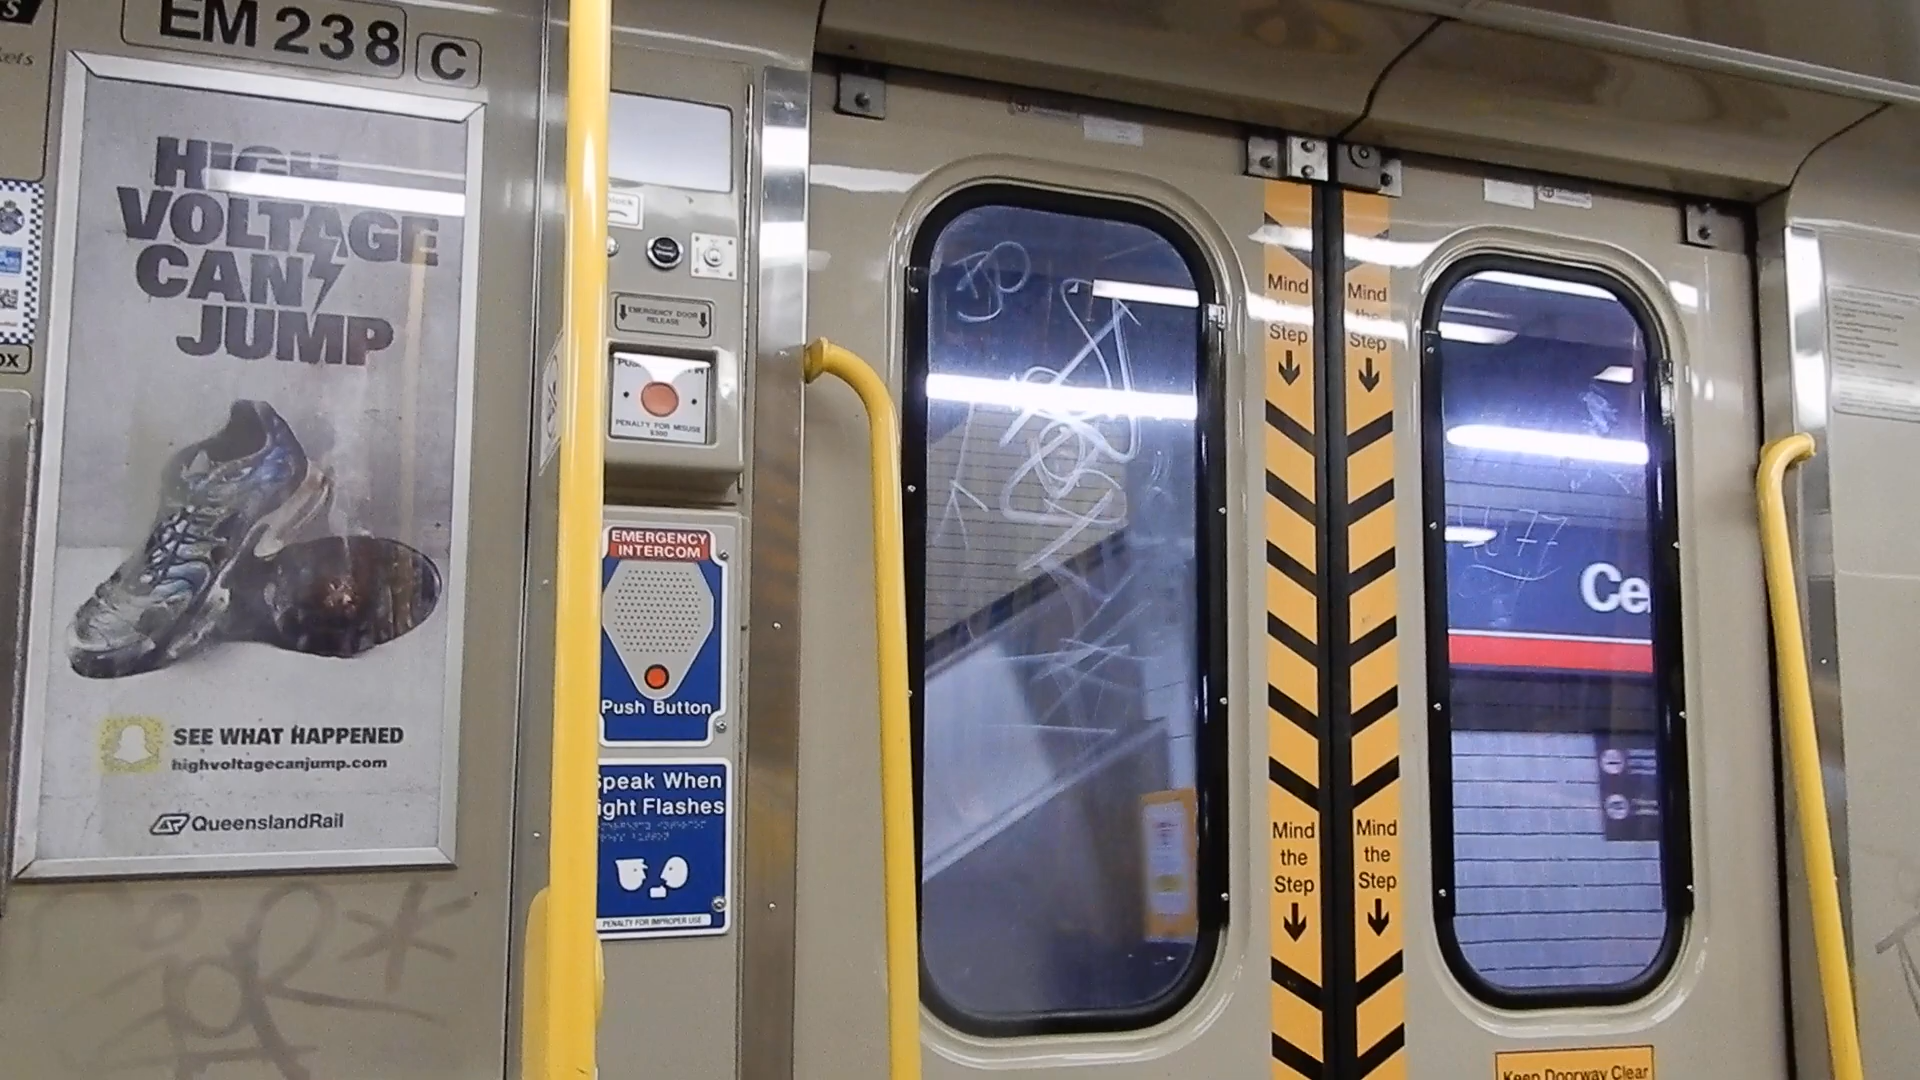 EM 238 C
HIGH
VOLTAGE
CAN
JUMP
SEE WHAT HAPPENED
highvoltagecanjump.com
QueenslandRail
EMERGENCY DOOR
RELEASE
PENALTY FOR MISUSE
EMERGENCY
INTERCOM
Push Button
Speak When
ight Flashes
PENALTY FOR IMPROPER USE
Mind
the
Step
Mind
the
Step
Mind
the
Step
Mind
the
Step
Ce
Keep Doorway Clear